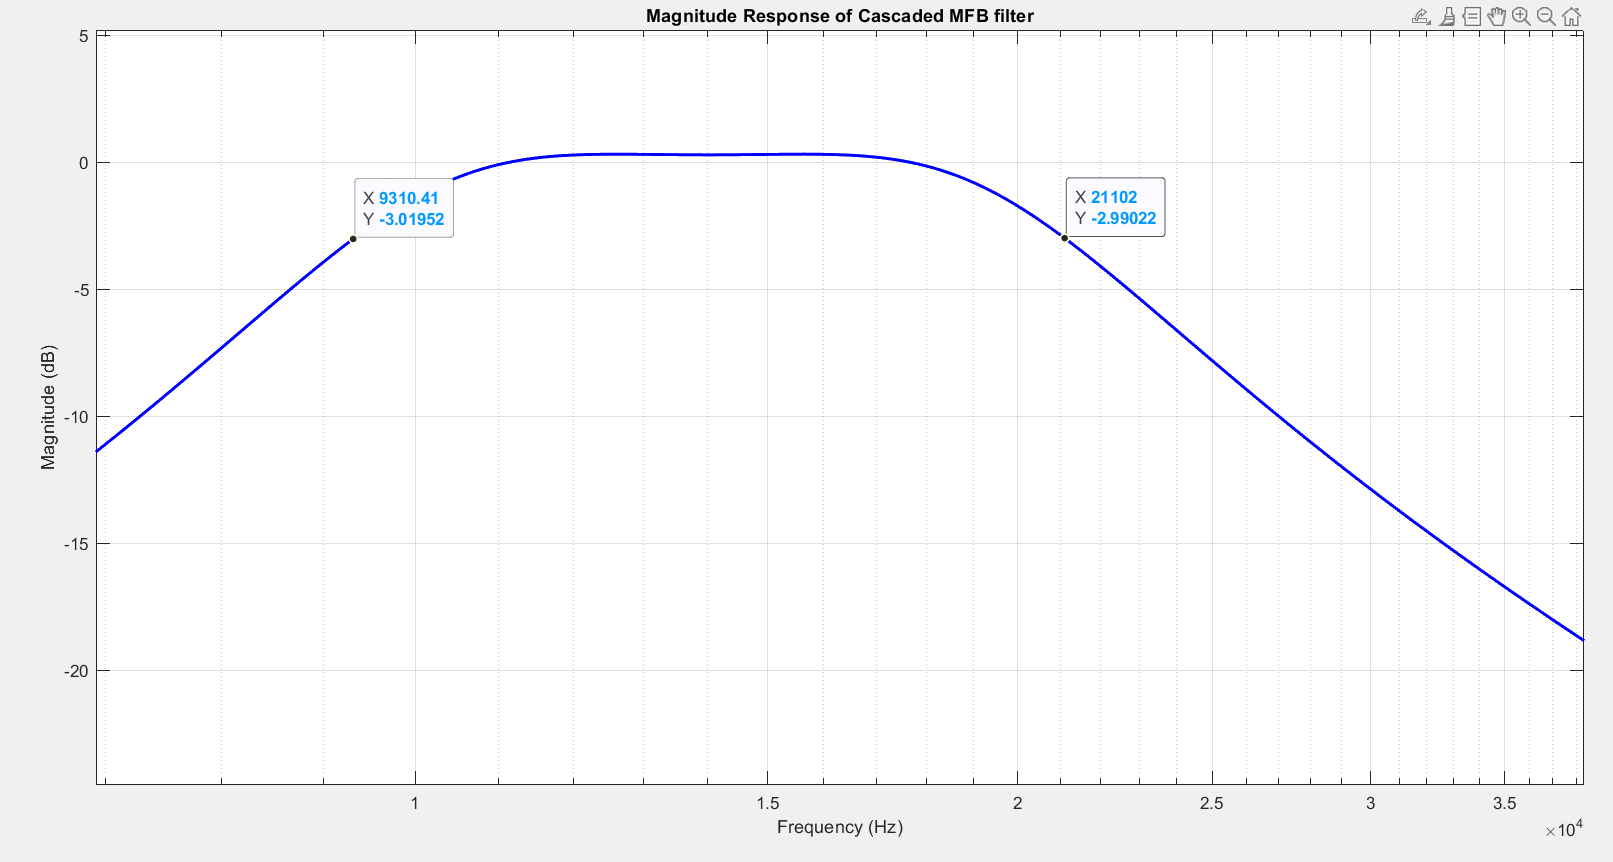 Magnitude Response of Cascaded MFB filter
5
0
-5
-10
-15
-20
Magnitude (dB)
X 9310.41
Y -3.01952
X 21102
Y -2.99022
1
1.5
2
2.5
3
3.5
×10⁴
Frequency (Hz)